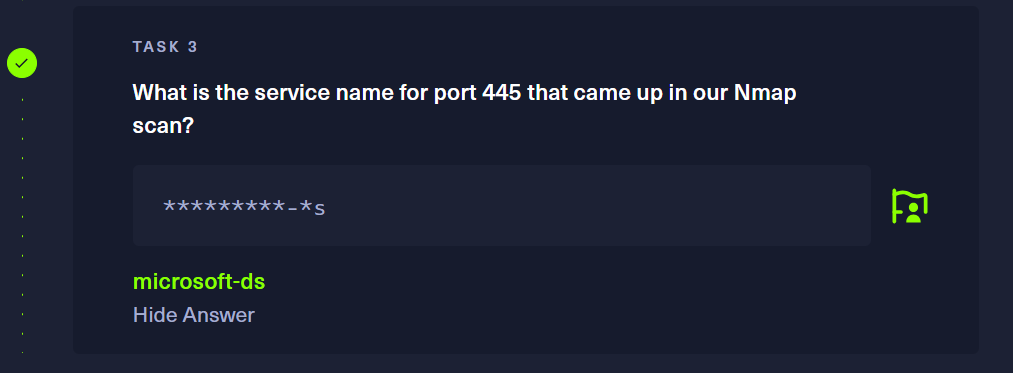 TASK 3
What is the service name for port 445 that came up in our Nmap
scan?
*********-*s
microsoft-ds
Hide Answer